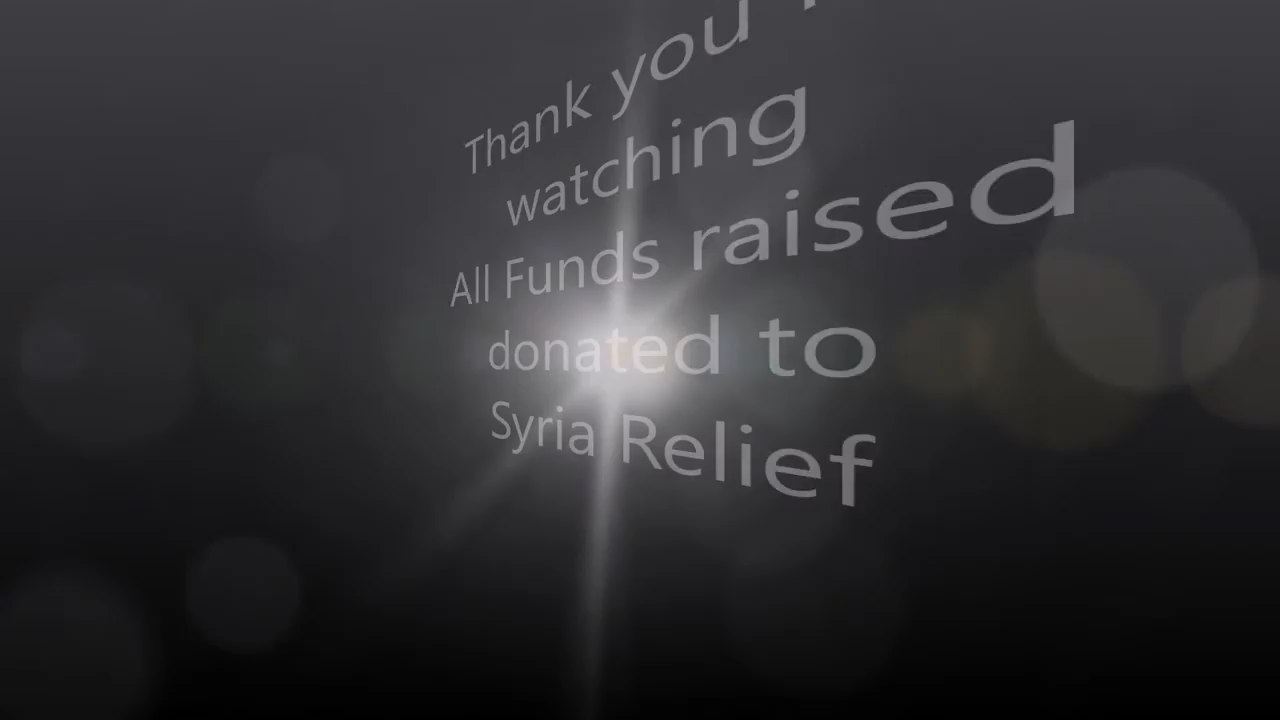 Thank you
watching
All Funds raised
donated to
Syria Relief